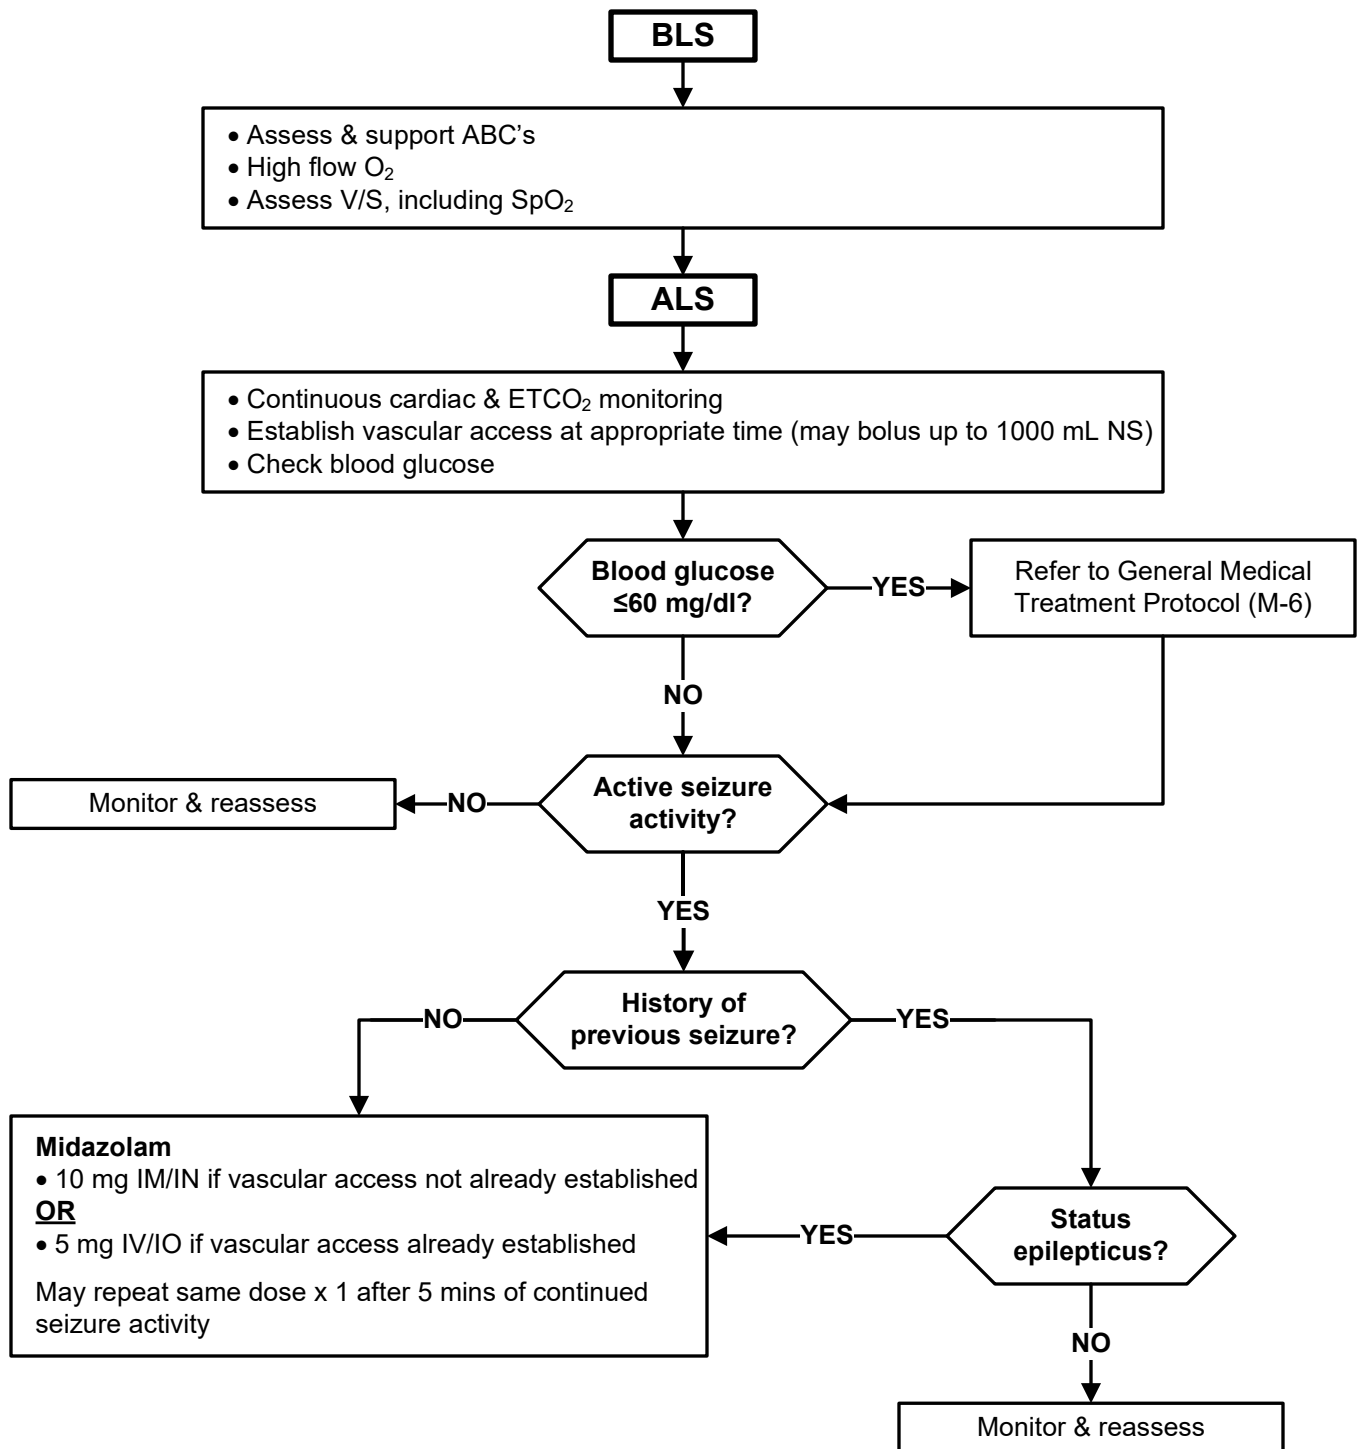 BLS
• Assess & support ABC’s
• High flow O₂
• Assess V/S, including SpO₂
ALS
• Continuous cardiac & ETCO₂ monitoring
• Establish vascular access at appropriate time (may bolus up to 1000 mL NS)
• Check blood glucose
Blood glucose
≤60 mg/dl?
YES
Refer to General Medical
Treatment Protocol (M-6)
NO
Active seizure
activity?
NO
Monitor & reassess
YES
History of
previous seizure?
NO
YES
Midazolam
• 10 mg IM/IN if vascular access not already established
OR
• 5 mg IV/IO if vascular access already established
May repeat same dose x 1 after 5 mins of continued
seizure activity
Status
epilepticus?
YES
NO
Monitor & reassess